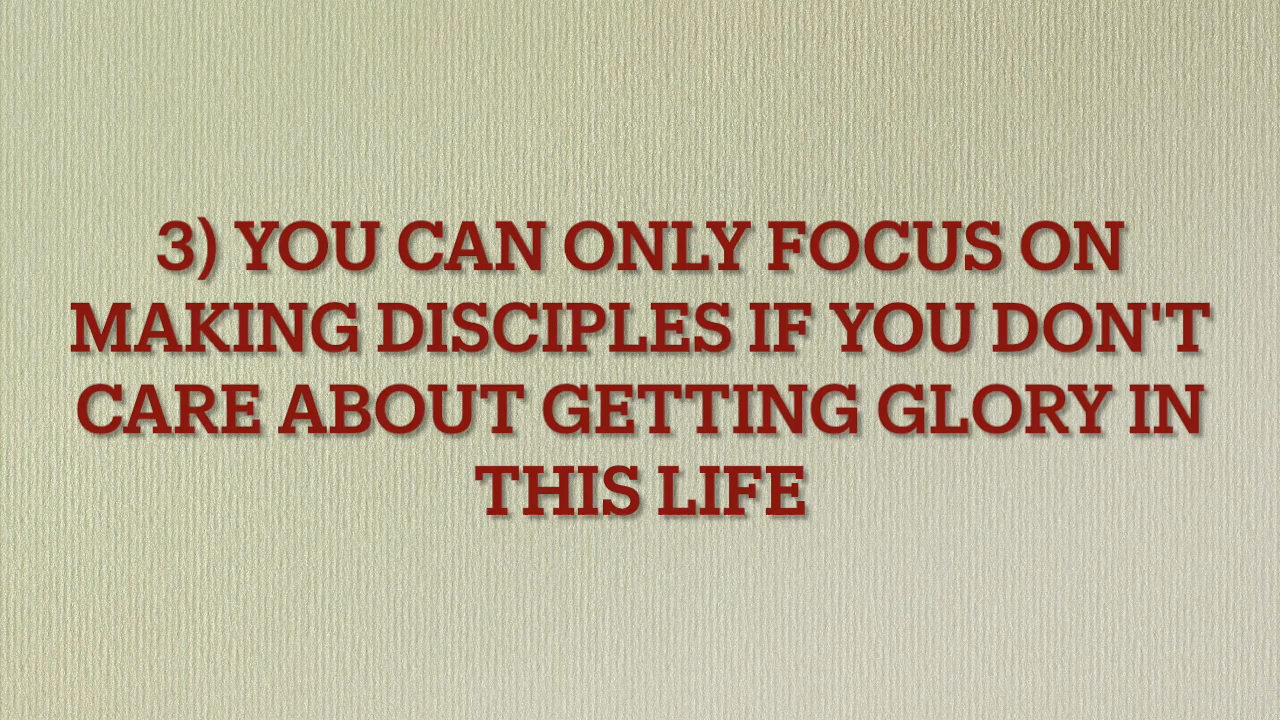 3) YOU CAN ONLY FOCUS ON
MAKING DISCIPLES IF YOU DON'T
CARE ABOUT GETTING GLORY IN
THIS LIFE